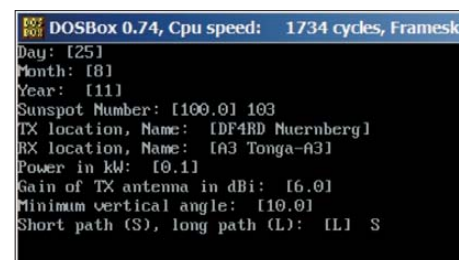 DOSBox 0.74, Cpu speed: 1734 cycles, Framesk
Day: [25]
Month: [8]
Year: [11]
Sunspot Number: [100.0] 103
TX location, Name: [DF4RD Nuernberg]
RX location, Name: [A3 Tonga-A3]
Power in kW: [0.1]
Gain of TX antenna in dBi: [6.0]
Minimum vertical angle: [10.0]
Short path (S), long path (L): [L] S